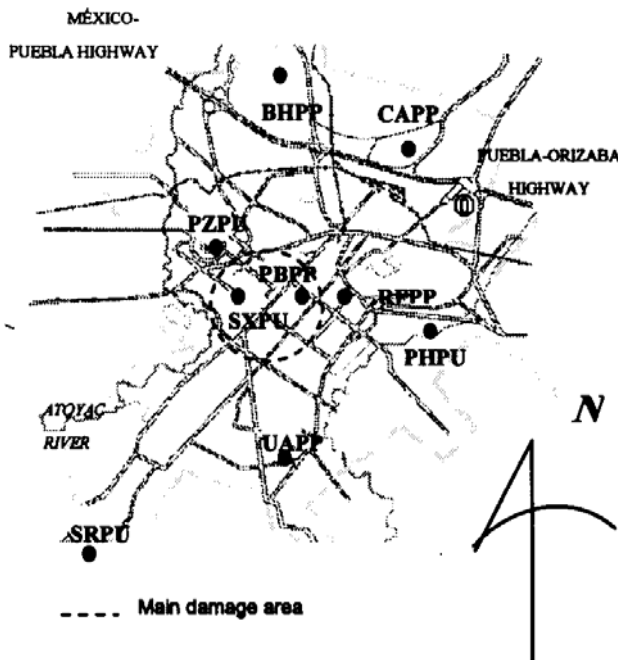 MÉXICO-
PUEBLA HIGHWAY
BHPP
CAPP
PUEBLA-ORIZABA
HIGHWAY
PZPU
PBPR
SXPU
RFPP
PHPU
ATOYAC
RIVER
UAPP
N
SRPU
Main damage area